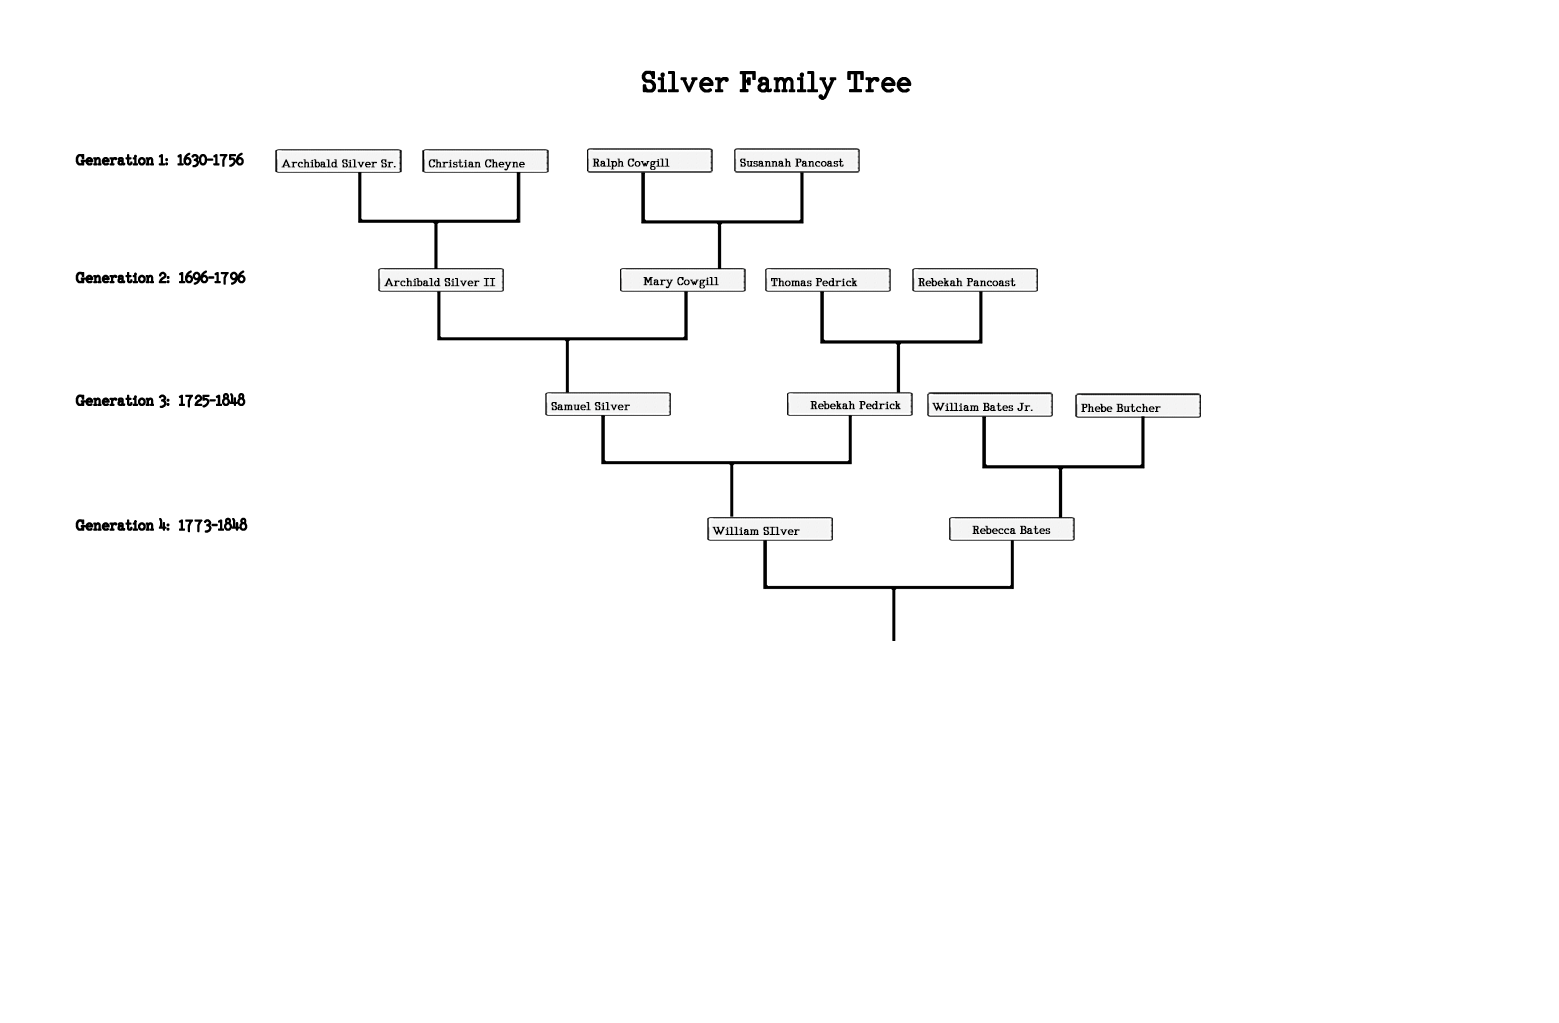 Silver Family Tree
Generation 1: 1630-1756
Archibald Silver Sr.
Christian Cheyne
Ralph Cowgill
Susannah Pancoast
Generation 2: 1696-1796
Archibald Silver II
Mary Cowgill
Thomas Pedrick
Rebekah Pancoast
Generation 3: 1725-1848
Samuel Silver
Rebekah Pedrick
William Bates Jr.
Phebe Butcher
Generation 4: 1773-1848
William SIlver
Rebecca Bates